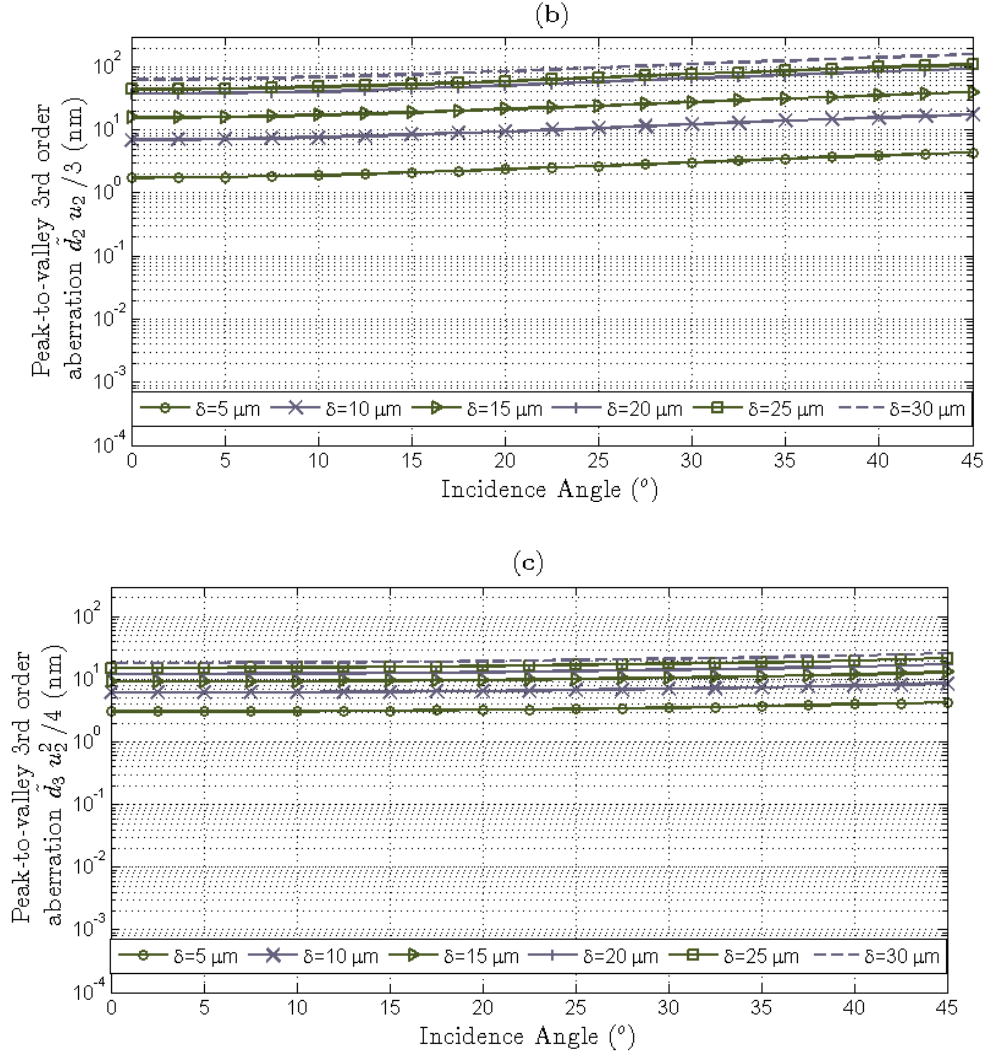 (b)
10^2
10^1
10^0
10^-1
10^-2
10^-3
10^-4
Peak-to-valley 3rd order
aberration d̃_2 u_2 /3 (nm)
δ=5 µm δ=10 µm δ=15 µm δ=20 µm δ=25 µm δ=30 µm
0 5 10 15 20 25 30 35 40 45
Incidence Angle (°)
(c)
10^2
10^1
10^0
10^-1
10^-2
10^-3
10^-4
Peak-to-valley 3rd order
aberration d̃_3 u_2^2 /4 (nm)
δ=5 µm δ=10 µm δ=15 µm δ=20 µm δ=25 µm δ=30 µm
0 5 10 15 20 25 30 35 40 45
Incidence Angle (°)